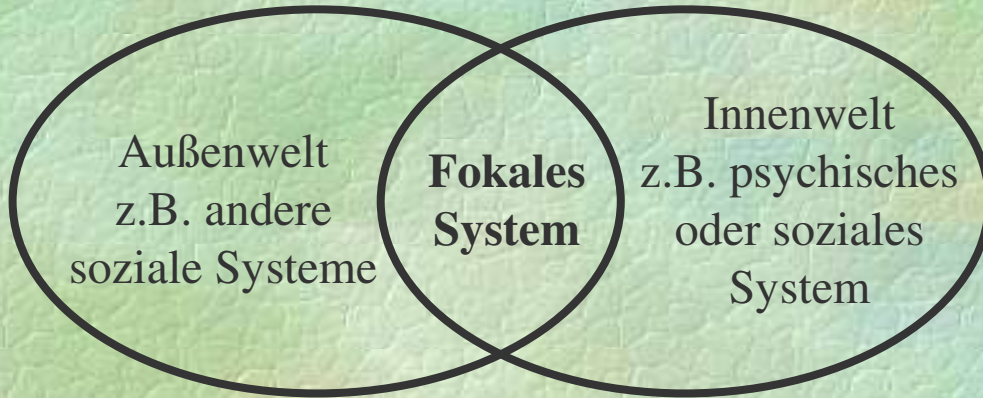 Außenwelt
z.B. andere
soziale Systeme
Fokales
System
Innenwelt
z.B. psychisches
oder soziales
System